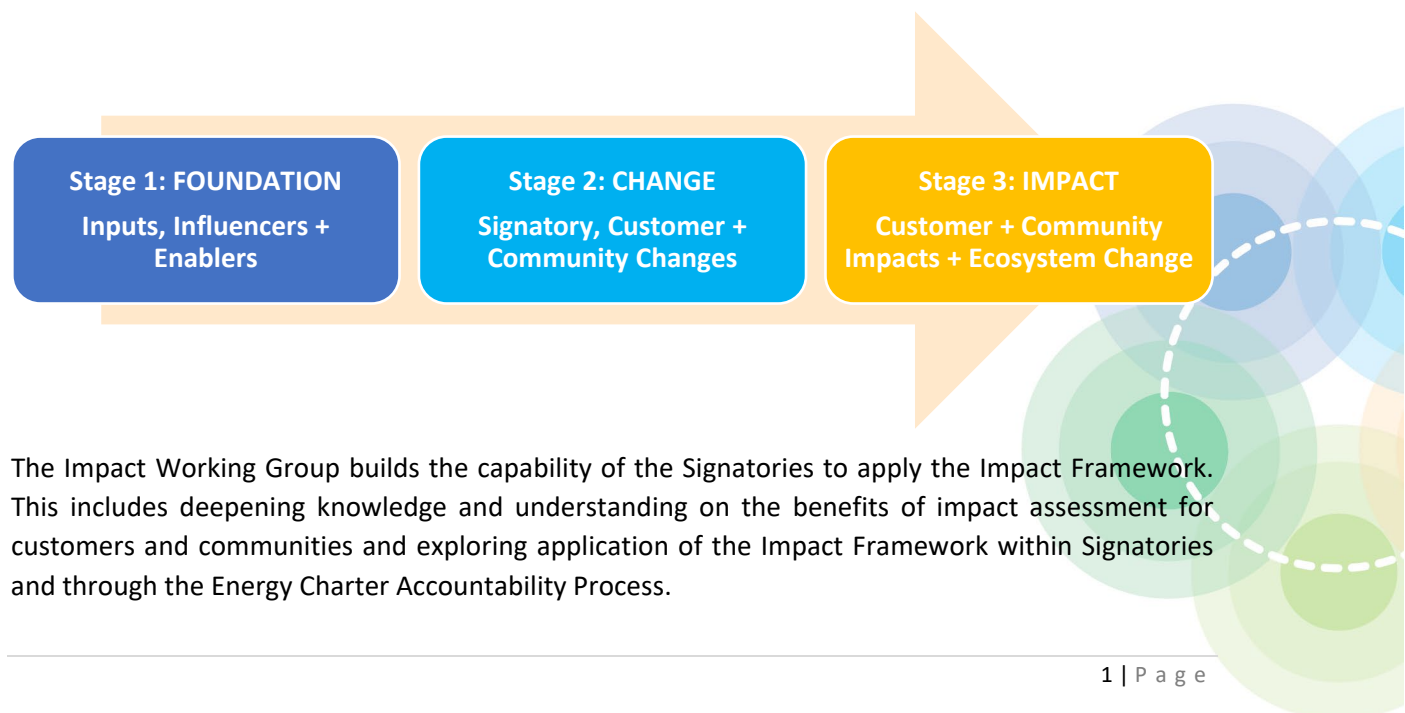 Stage 1: FOUNDATION
Inputs, Influencers +
Enablers
Stage 2: CHANGE
Signatory, Customer +
Community Changes
Stage 3: IMPACT
Customer + Community
Impacts + Ecosystem Change
The Impact Working Group builds the capability of the Signatories to apply the Impact Framework.
This includes deepening knowledge and understanding on the benefits of impact assessment for
customers and communities and exploring application of the Impact Framework within Signatories
and through the Energy Charter Accountability Process.
1 | P a g e